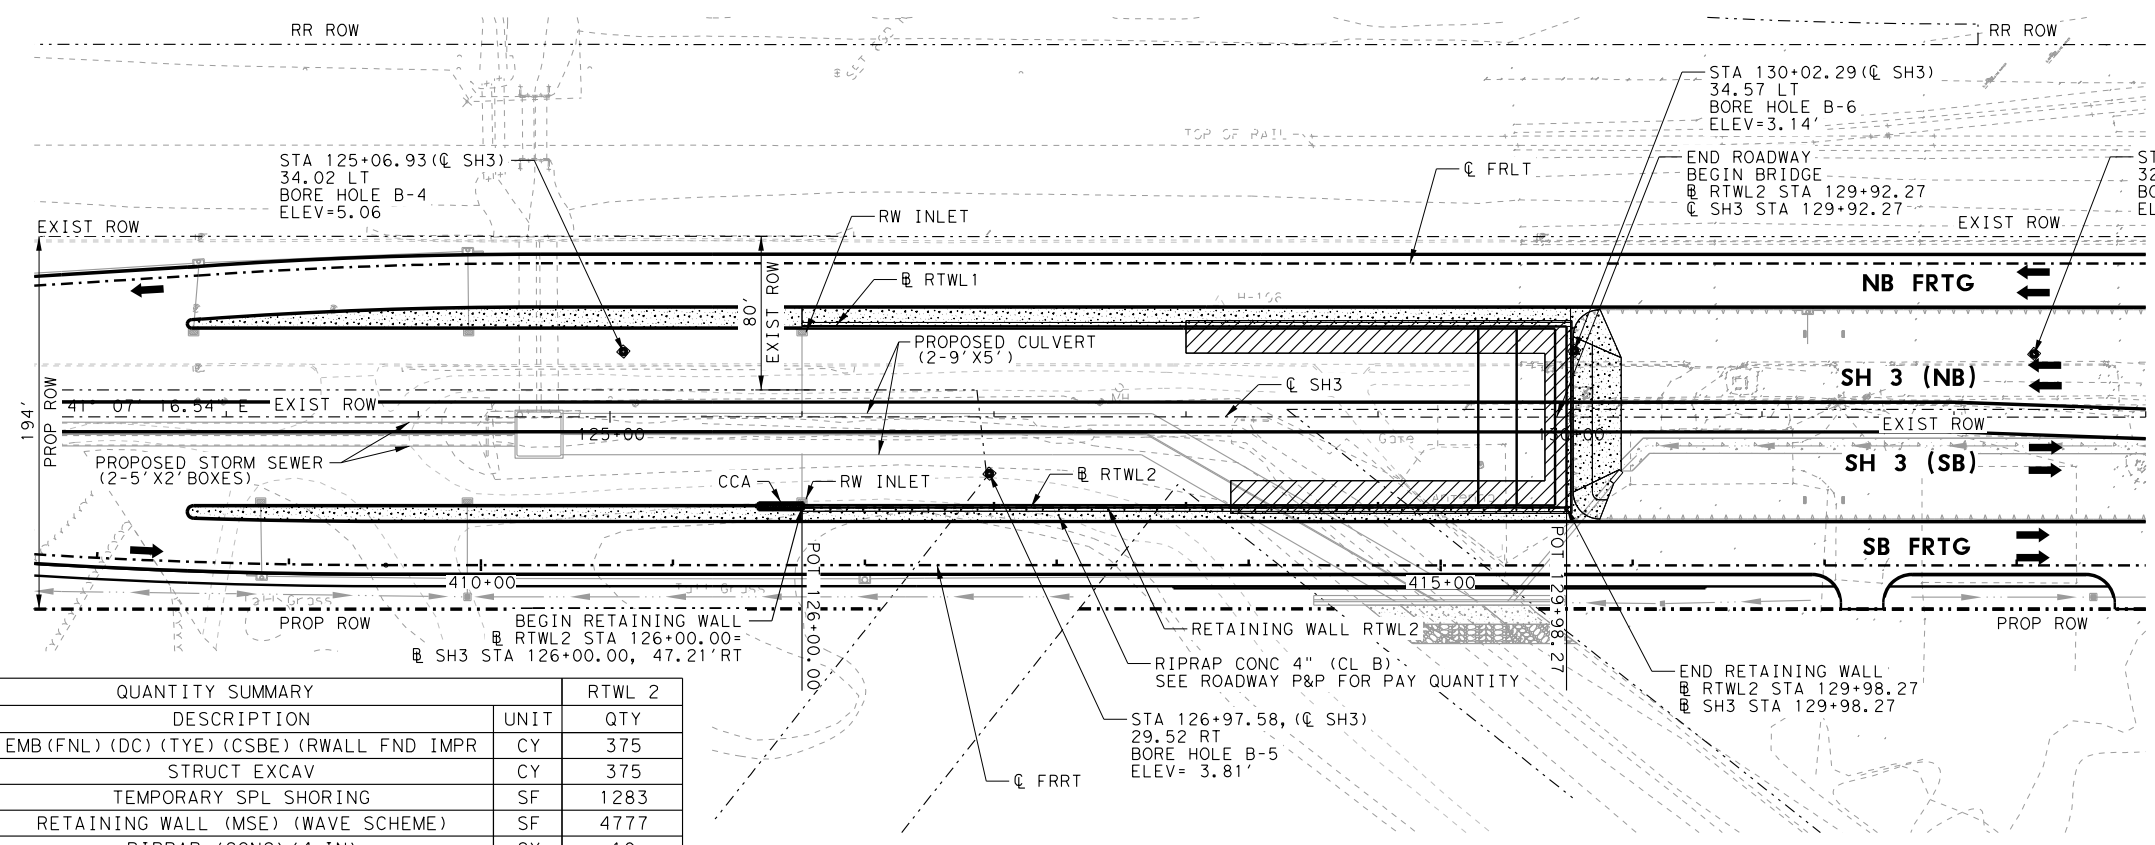 RR ROW
RR ROW
STA 130+02.29(℄ SH3)
34.57 LT
BORE HOLE B-6
ELEV=3.14'
TOP OF RAIL
STA 125+06.93(℄ SH3)
34.02 LT
BORE HOLE B-4
ELEV=5.06
END ROADWAY
BEGIN BRIDGE
B RTWL2 STA 129+92.27
℄ SH3 STA 129+92.27
℄ FRLT
EXIST ROW
RW INLET
EXIST ROW
B RTWL1
NB FRTG
80'
EXIST ROW
H-108
PROPOSED CULVERT
(2-9'X5')
℄ SH3
SH 3 (NB)
194'
PROP ROW
41° 07' 16.54" E
EXIST ROW
125+00
Gate
EXIST ROW
PROPOSED STORM SEWER
(2-5'X2'BOXES)
CCA
RW INLET
B RTWL2
SH 3 (SB)
SB FRTG
410+00
415+00
POT 126+00.00
POT 129+98.27
PROP ROW
PROP ROW
BEGIN RETAINING WALL
B RTWL2 STA 126+00.00=
B SH3 STA 126+00.00, 47.21'RT
RETAINING WALL RTWL2
RIPRAP CONC 4" (CL B)
SEE ROADWAY P&P FOR PAY QUANTITY
END RETAINING WALL
B RTWL2 STA 129+98.27
B SH3 STA 129+98.27
STA 126+97.58, (℄ SH3)
29.52 RT
BORE HOLE B-5
ELEV= 3.81'
℄ FRRT
QUANTITY SUMMARY RTWL 2
DESCRIPTION UNIT QTY
EMB(FNL)(DC)(TYE)(CSBE)(RWALL FND IMPR CY 375
STRUCT EXCAV CY 375
TEMPORARY SPL SHORING SF 1283
RETAINING WALL (MSE) (WAVE SCHEME) SF 4777